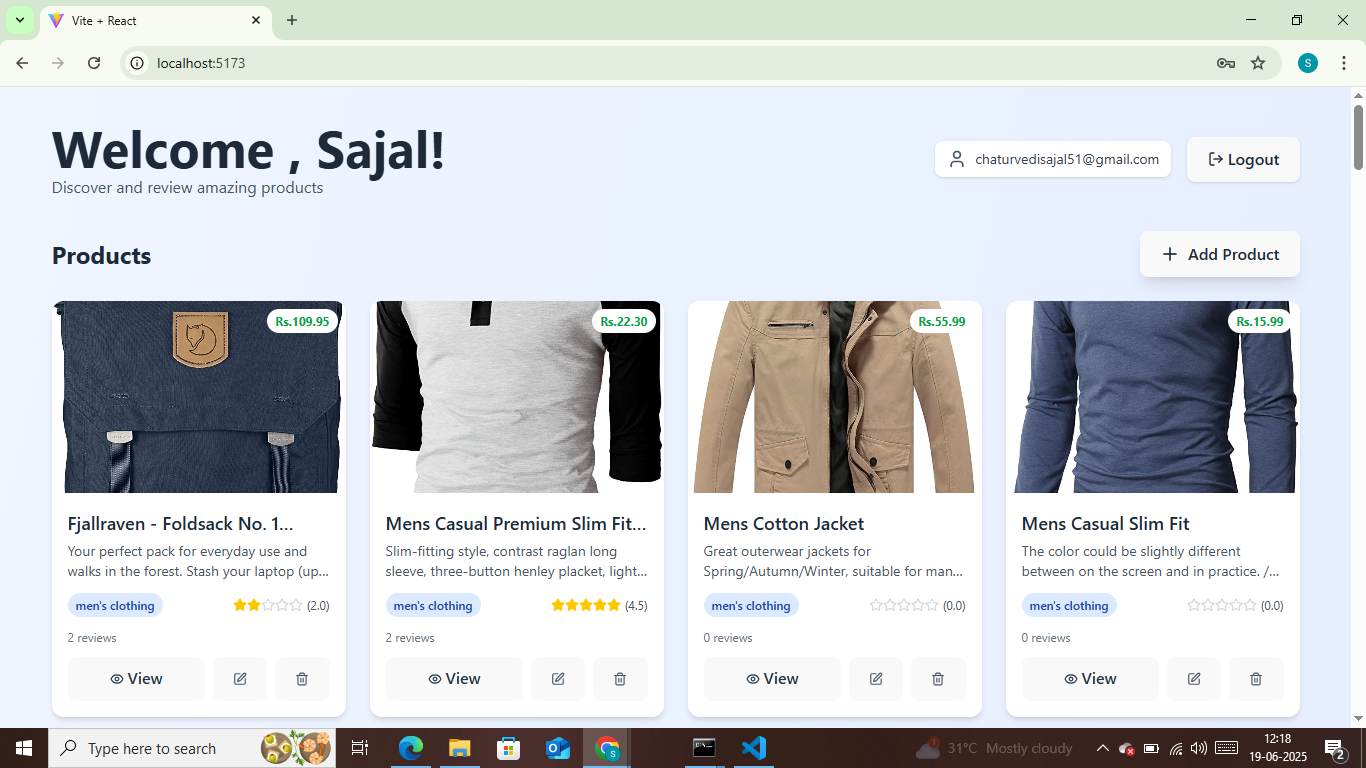 Vite + React
localhost:5173
S
Welcome , Sajal!
Discover and review amazing products
chaturvedisajal51@gmail.com
Logout
Products
Add Product
Rs.109.95
Rs.22.30
Rs.55.99
Rs.15.99
Fjallraven - Foldsack No. 1...
Your perfect pack for everyday use and
walks in the forest. Stash your laptop (up...
men's clothing
(2.0)
2 reviews
View
Mens Casual Premium Slim Fit...
Slim-fitting style, contrast raglan long
sleeve, three-button henley placket, light...
men's clothing
(4.5)
2 reviews
View
Mens Cotton Jacket
Great outerwear jackets for
Spring/Autumn/Winter, suitable for man...
men's clothing
(0.0)
0 reviews
View
Mens Casual Slim Fit
The color could be slightly different
between on the screen and in practice. /...
men's clothing
(0.0)
0 reviews
View
Type here to search
31°C Mostly cloudy
12:18
19-06-2025
2